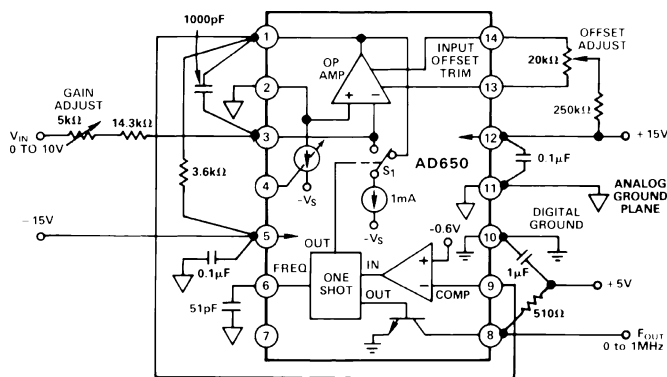 1000pF
1
14
OFFSET
ADJUST
INPUT
OFFSET
TRIM
20kΩ
OP
AMP
2
13
GAIN
ADJUST
5kΩ
14.3kΩ
+
−
250kΩ
VIN
0 TO 10V
3
12
+15V
S1
AD650
0.1μF
3.6kΩ
4
-VS
1mA
11
ANALOG
GROUND
PLANE
−15V
-VS
-0.6V
DIGITAL
GROUND
5
OUT
10
0.1μF
FREQ
IN
+
1μF
6
ONE
SHOT
−
COMP
9
+5V
51pF
OUT
510Ω
7
8
FOUT
0 to 1MHz